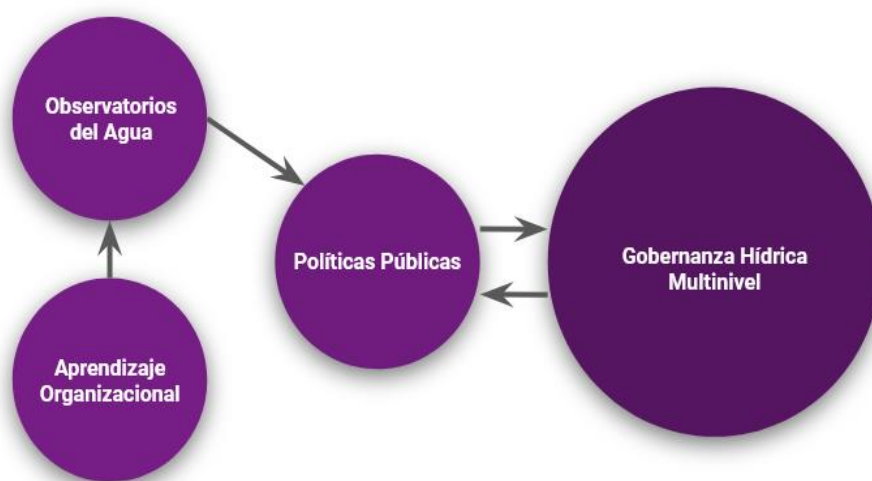 Observatorios
del Agua
Políticas Públicas
Gobernanza Hídrica
Multinivel
Aprendizaje
Organizacional